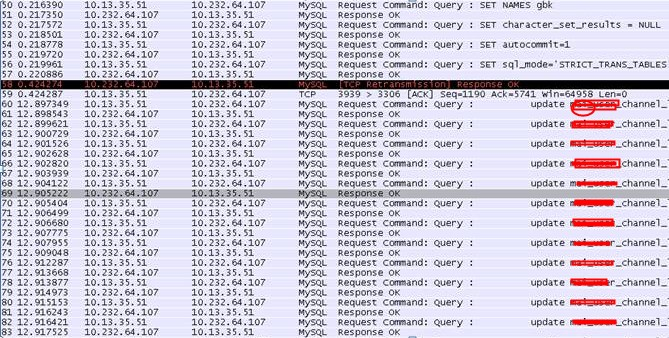 50 0.216390 10.13.35.51 10.232.64.107 MySQL Request Command: Query : SET NAMES gbk
51 0.217350 10.232.64.107 10.13.35.51 MySQL Response OK
52 0.217572 10.13.35.51 10.232.64.107 MySQL Request Command: Query : SET character_set_results = NULL
53 0.218501 10.232.64.107 10.13.35.51 MySQL Response OK
54 0.218778 10.13.35.51 10.232.64.107 MySQL Request Command: Query : SET autocommit=1
55 0.219720 10.232.64.107 10.13.35.51 MySQL Response OK
56 0.219961 10.13.35.51 10.232.64.107 MySQL Request Command: Query : SET sql_mode='STRICT_TRANS_TABLES
57 0.220886 10.232.64.107 10.13.35.51 MySQL Response OK
58 0.424274 10.232.64.107 10.13.35.51 MySQL [TCP Retransmission] Response OK
59 0.424287 10.13.35.51 10.232.64.107 TCP 3939 > 3306 [ACK] Seq=1190 Ack=5741 Win=64958 Len=0
60 12.897349 10.13.35.51 10.232.64.107 MySQL Request Command: Query : update _channel_
61 12.898543 10.232.64.107 10.13.35.51 MySQL Response OK
62 12.899621 10.13.35.51 10.232.64.107 MySQL Request Command: Query : update _channel_
63 12.900729 10.232.64.107 10.13.35.51 MySQL Response OK
64 12.901526 10.13.35.51 10.232.64.107 MySQL Request Command: Query : update _channel_
65 12.902628 10.232.64.107 10.13.35.51 MySQL Response OK
66 12.902820 10.13.35.51 10.232.64.107 MySQL Request Command: Query : update _channel_
67 12.903939 10.232.64.107 10.13.35.51 MySQL Response OK
68 12.904122 10.13.35.51 10.232.64.107 MySQL Request Command: Query : update _channel_
69 12.905222 10.232.64.107 10.13.35.51 MySQL Response OK
70 12.905404 10.13.35.51 10.232.64.107 MySQL Request Command: Query : update _channel_
71 12.906499 10.232.64.107 10.13.35.51 MySQL Response OK
72 12.906680 10.13.35.51 10.232.64.107 MySQL Request Command: Query : update _channel_
73 12.907775 10.232.64.107 10.13.35.51 MySQL Response OK
74 12.907955 10.13.35.51 10.232.64.107 MySQL Request Command: Query : update _channel_
75 12.909048 10.232.64.107 10.13.35.51 MySQL Response OK
76 12.912287 10.13.35.51 10.232.64.107 MySQL Request Command: Query : update _channel_
77 12.913668 10.232.64.107 10.13.35.51 MySQL Response OK
78 12.913877 10.13.35.51 10.232.64.107 MySQL Request Command: Query : update _channel_
79 12.914973 10.232.64.107 10.13.35.51 MySQL Response OK
80 12.915153 10.13.35.51 10.232.64.107 MySQL Request Command: Query : update _channel_
81 12.916243 10.232.64.107 10.13.35.51 MySQL Response OK
82 12.916421 10.13.35.51 10.232.64.107 MySQL Request Command: Query : update _channel_
83 12.917525 10.232.64.107 10.13.35.51 MySQL Response OK